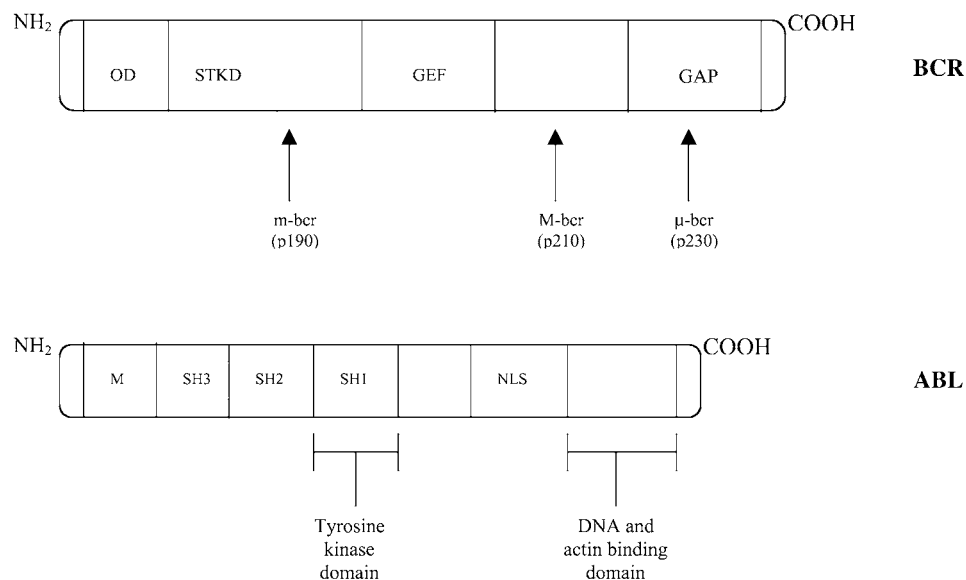 NH2
COOH
BCR
OD
STKD
GEF
GAP
m-bcr
(p190)
M-bcr
(p210)
μ-bcr
(p230)
NH2
COOH
ABL
M
SH3
SH2
SH1
NLS
Tyrosine
kinase
domain
DNA and
actin binding
domain